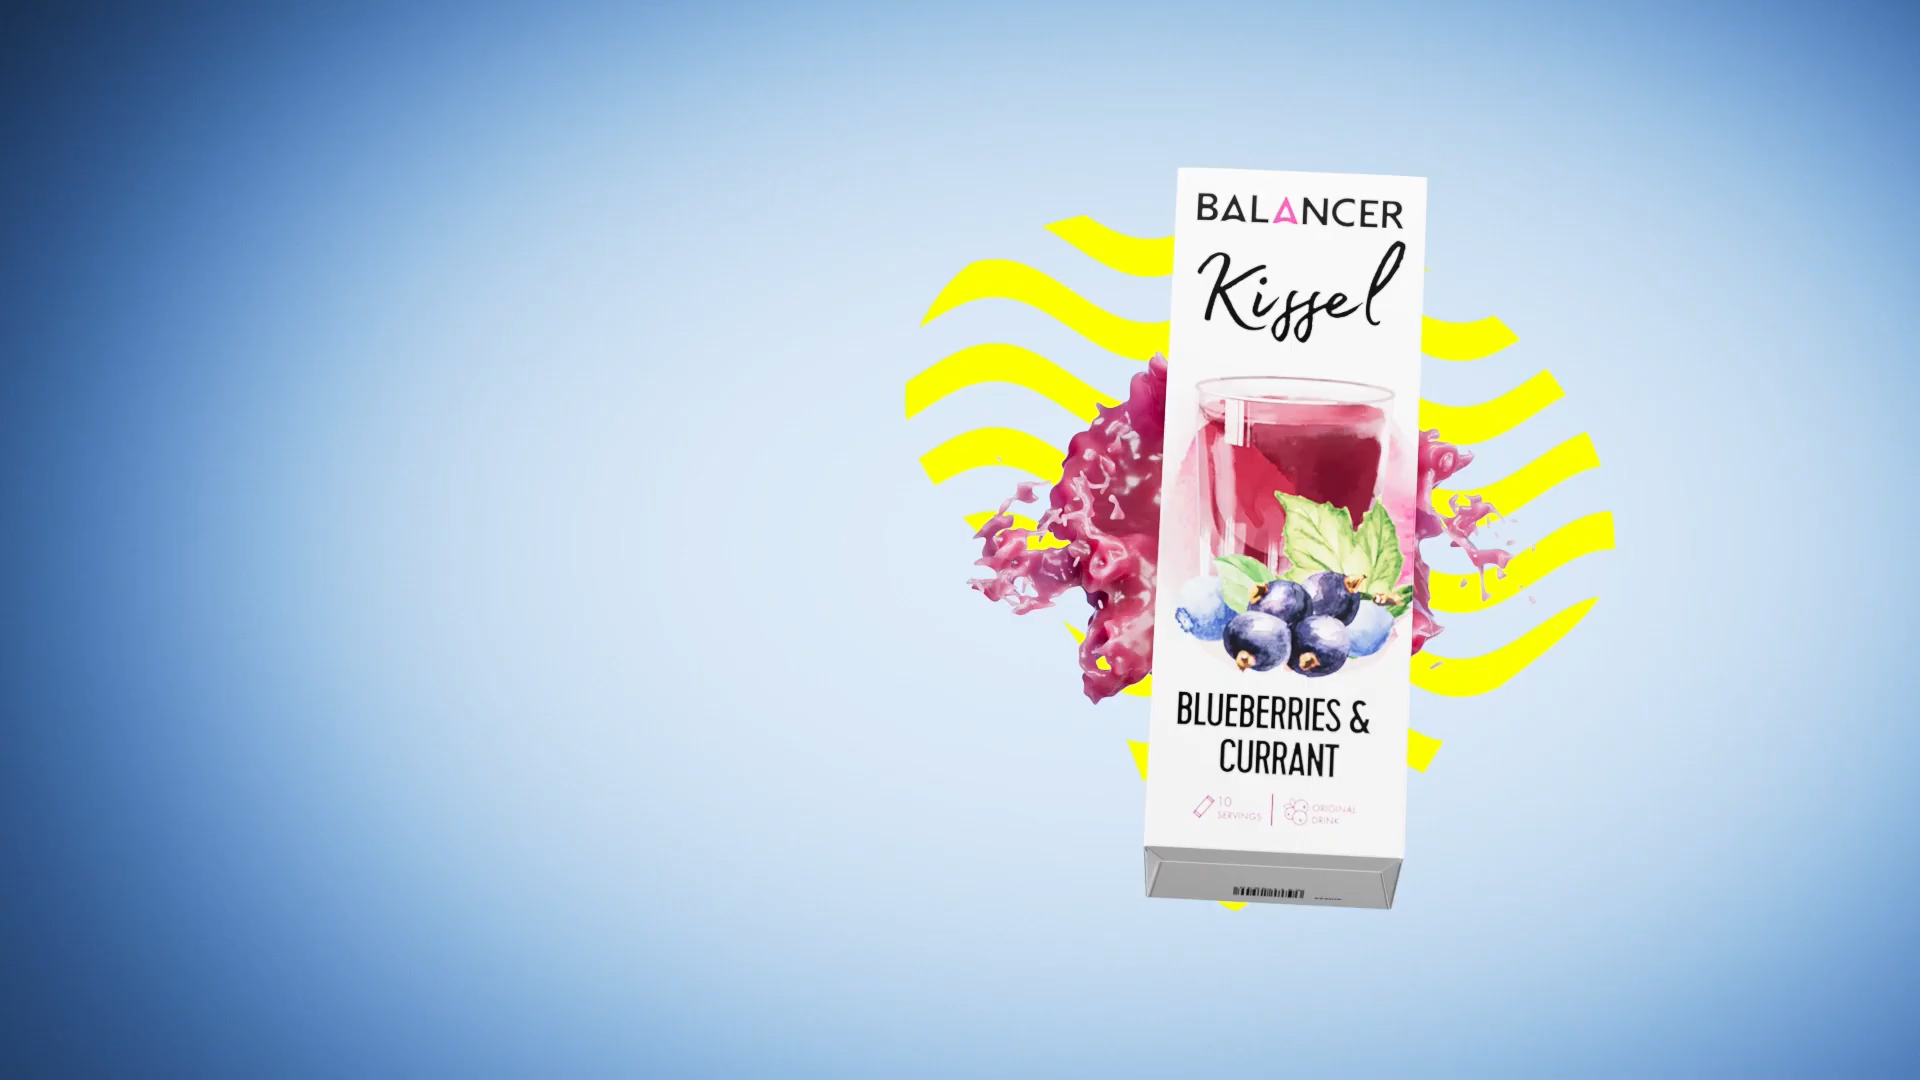 BALANCER
Kissel
BLUEBERRIES &
CURRANT
10
SERVINGS
ORIGINAL
DRINK